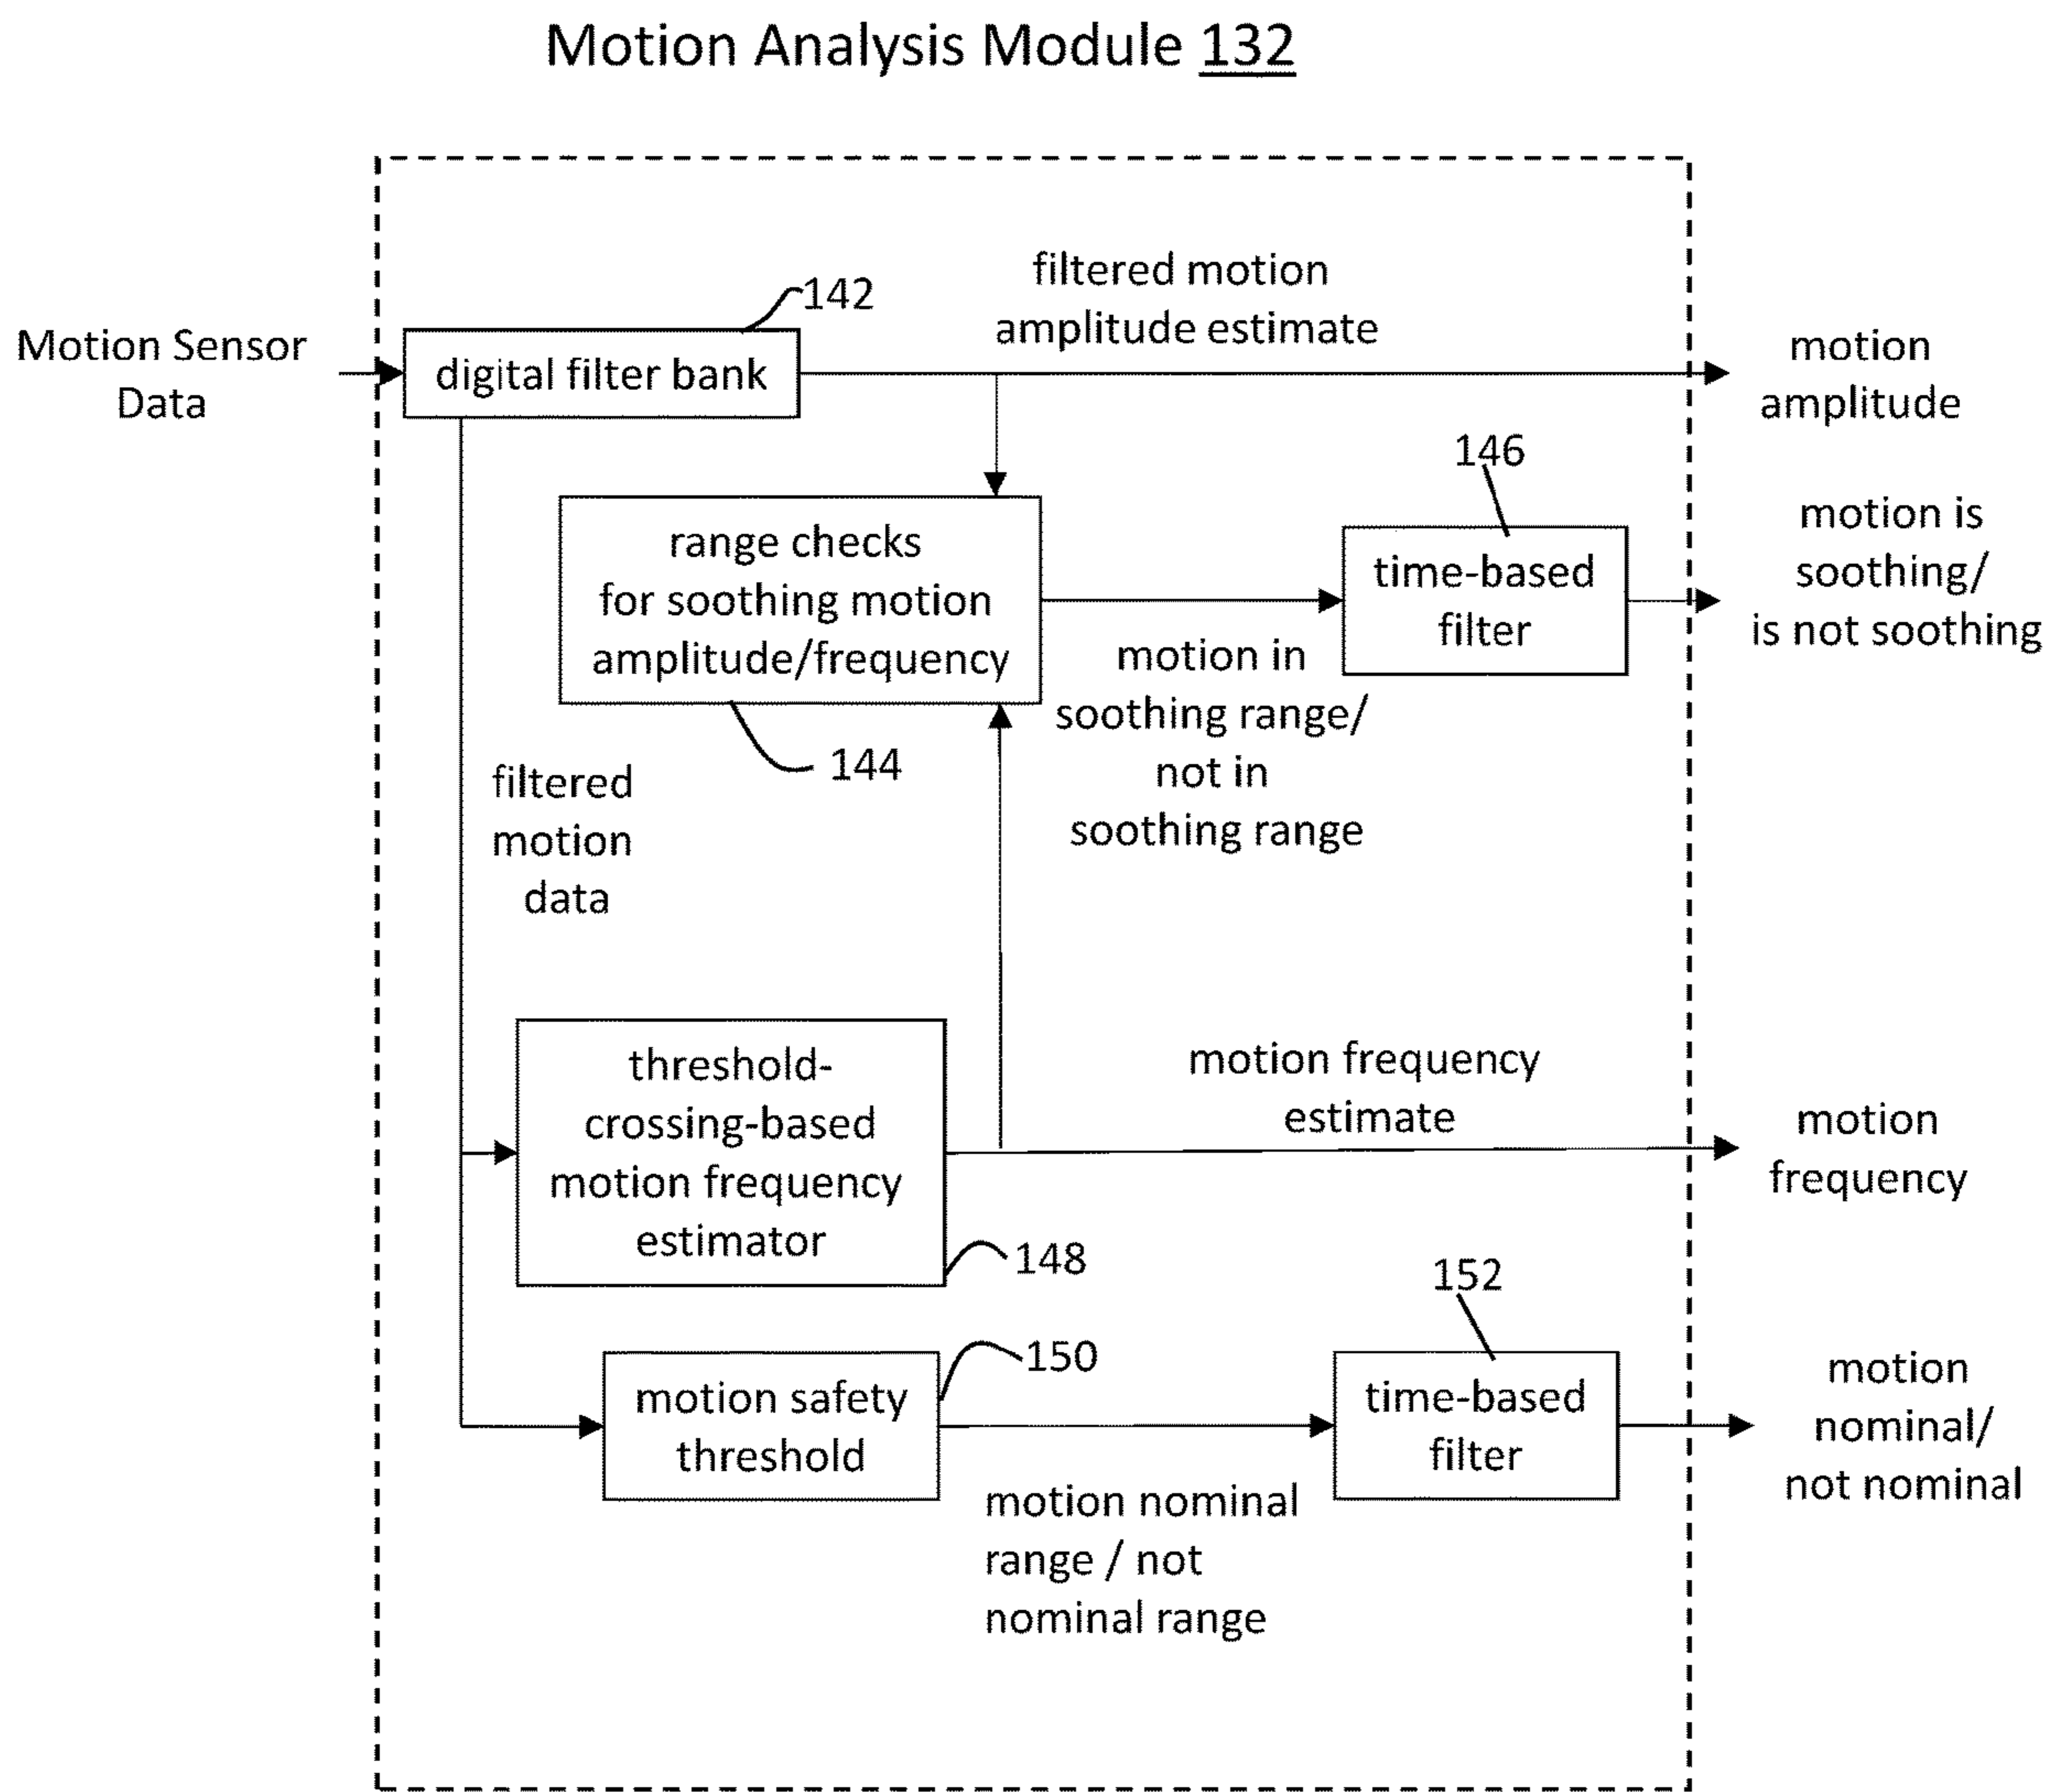 Motion Analysis Module 132
Motion Sensor
Data
142
digital filter bank
filtered motion
amplitude estimate
motion
amplitude
range checks
for soothing motion
amplitude/frequency
144
146
time-based
filter
motion is
soothing/
is not soothing
motion in
soothing range/
not in
soothing range
filtered
motion
data
threshold-
crossing-based
motion frequency
estimator
148
motion frequency
estimate
motion
frequency
motion safety
threshold
150
152
time-based
filter
motion
nominal/
not nominal
motion nominal
range / not
nominal range